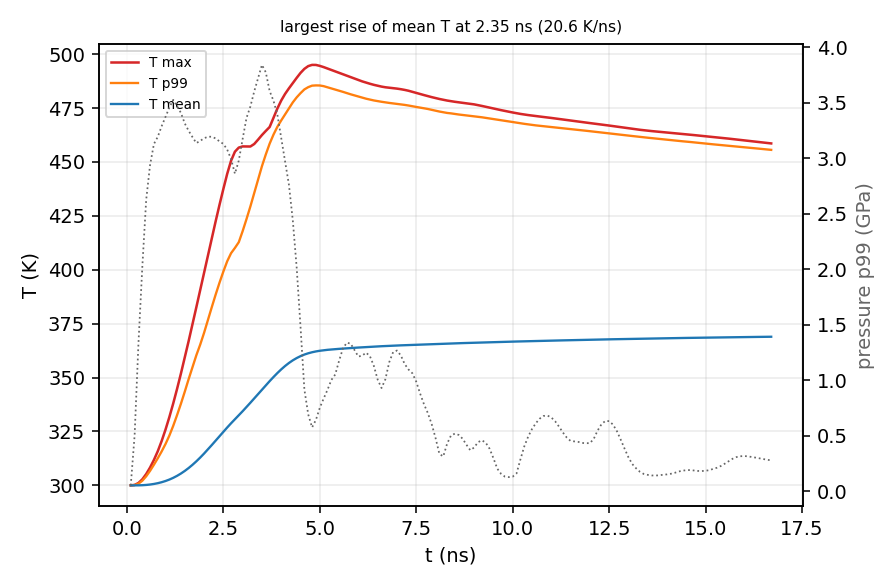 largest rise of mean T at 2.35 ns (20.6 K/ns)
T max
T p99
T mean
500
475
450
425
400
375
350
325
300
T (K)
4.0
3.5
3.0
2.5
2.0
1.5
1.0
0.5
0.0
pressure p99 (GPa)
0.0 2.5 5.0 7.5 10.0 12.5 15.0 17.5
t (ns)